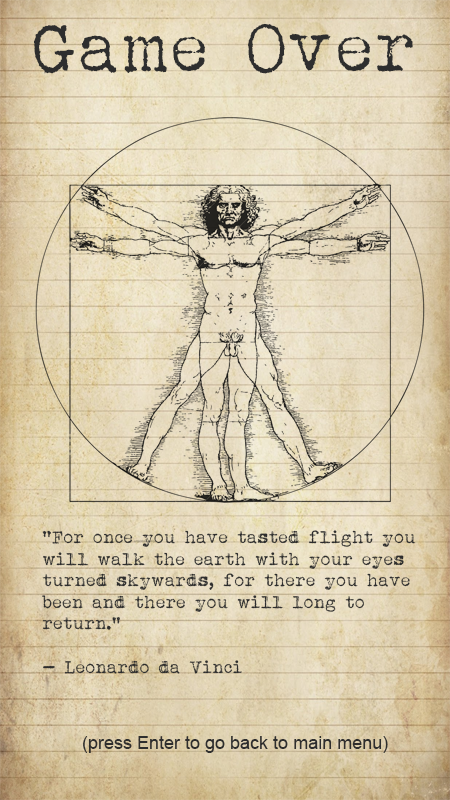 Game Over
"For once you have tasted flight you
will walk the earth with your eyes
turned skywards, for there you have
been and there you will long to
return."
— Leonardo da Vinci
(press Enter to go back to main menu)